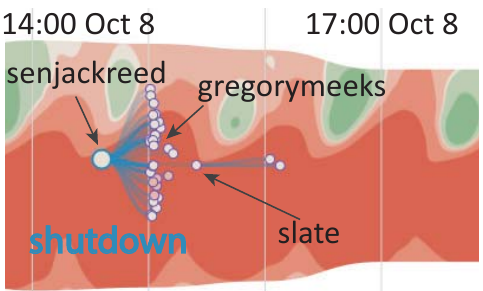 14:00 Oct 8
17:00 Oct 8
senjackreed
gregorymeeks
shutdown
slate